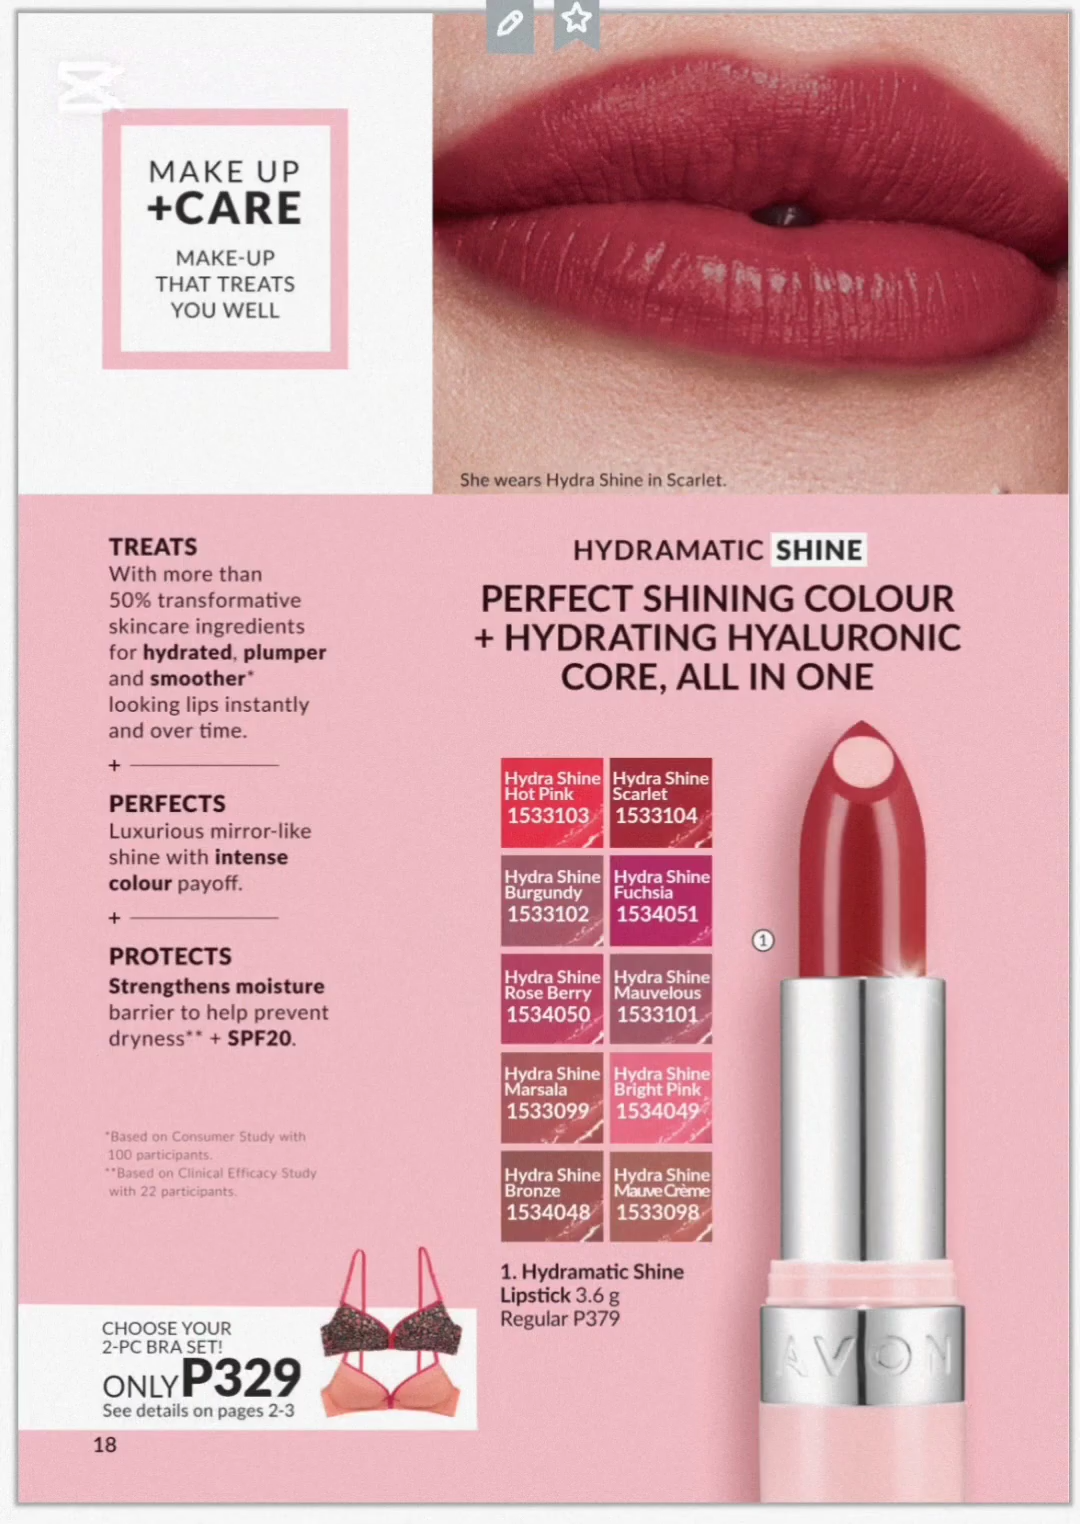 MAKE UP
+CARE
MAKE-UP
THAT TREATS
YOU WELL
She wears Hydra Shine in Scarlet.
TREATS
With more than
50% transformative
skincare ingredients
for hydrated, plumper
and smoother*
looking lips instantly
and over time.
+
PERFECTS
Luxurious mirror-like
shine with intense
colour payoff.
+
PROTECTS
Strengthens moisture
barrier to help prevent
dryness** + SPF20.
*Based on Consumer Study with
100 participants.
**Based on Clinical Efficacy Study
with 22 participants.
HYDRAMATIC SHINE
PERFECT SHINING COLOUR
+ HYDRATING HYALURONIC
CORE, ALL IN ONE
Hydra Shine
Hot Pink
1533103
Hydra Shine
Scarlet
1533104
Hydra Shine
Burgundy
1533102
Hydra Shine
Fuchsia
1534051
Hydra Shine
Rose Berry
1534050
Hydra Shine
Mauvelous
1533101
Hydra Shine
Marsala
1533099
Hydra Shine
Bright Pink
1534049
Hydra Shine
Bronze
1534048
Hydra Shine
Mauve Crème
1533098
1
1. Hydramatic Shine
Lipstick 3.6 g
Regular P379
AVON
CHOOSE YOUR
2-PC BRA SET!
ONLY P329
See details on pages 2-3
18